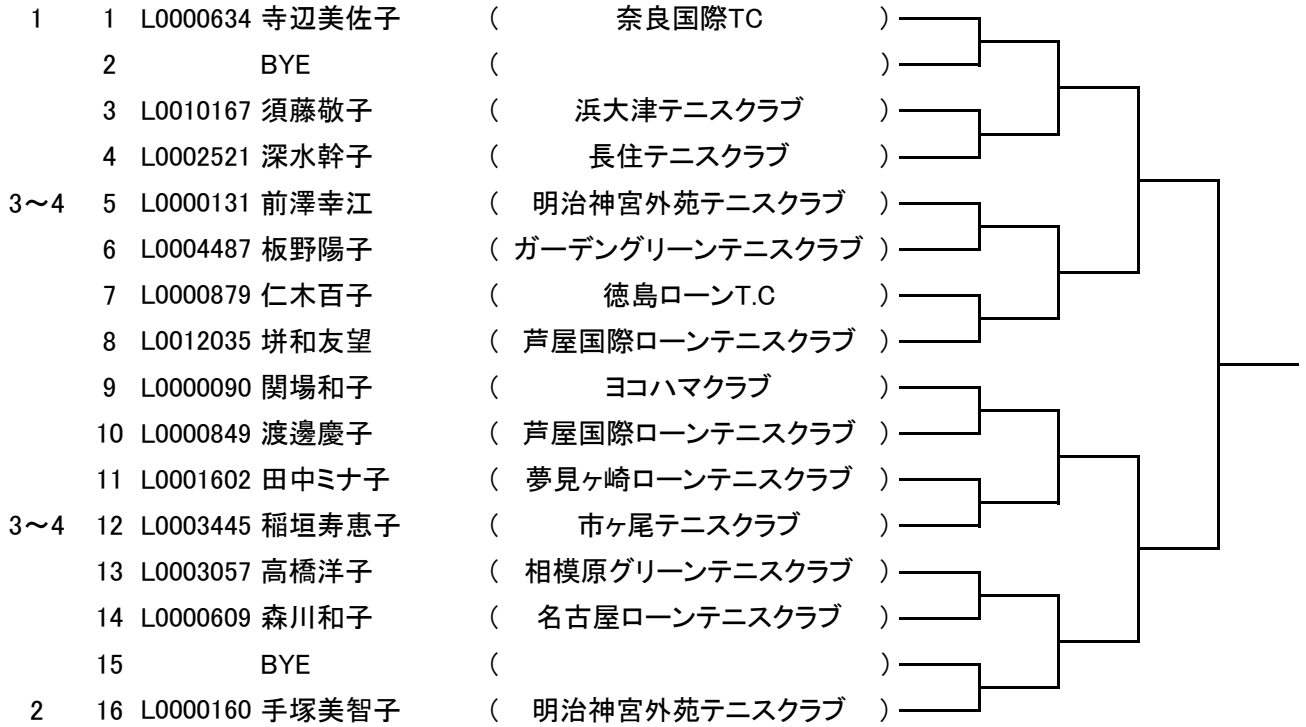 1 1 L0000634 寺辺美佐子 ( 奈良国際TC )
2 BYE ( )
3 L0010167 須藤敬子 ( 浜大津テニスクラブ )
4 L0002521 深水幹子 ( 長住テニスクラブ )
3～4 5 L0000131 前澤幸江 ( 明治神宮外苑テニスクラブ )
6 L0004487 板野陽子 ( ガーデングリーンテニスクラブ )
7 L0000879 仁木百子 ( 徳島ローンT.C )
8 L0012035 垪和友望 ( 芦屋国際ローンテニスクラブ )
9 L0000090 関場和子 ( ヨコハマクラブ )
10 L0000849 渡邊慶子 ( 芦屋国際ローンテニスクラブ )
11 L0001602 田中ミナ子 ( 夢見ヶ崎ローンテニスクラブ )
3～4 12 L0003445 稲垣寿恵子 ( 市ヶ尾テニスクラブ )
13 L0003057 高橋洋子 ( 相模原グリーンテニスクラブ )
14 L0000609 森川和子 ( 名古屋ローンテニスクラブ )
15 BYE ( )
2 16 L0000160 手塚美智子 ( 明治神宮外苑テニスクラブ )